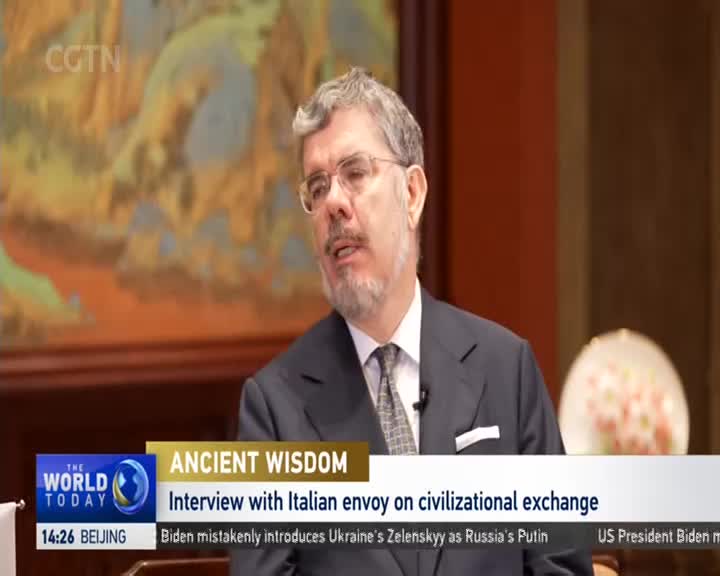 CGTN
ANCIENT WISDOM
THE
WORLD
TODAY
Interview with Italian envoy on civilizational exchange
14:26 BEIJING
Biden mistakenly introduces Ukraine's Zelenskyy as Russia's Putin US President Biden m